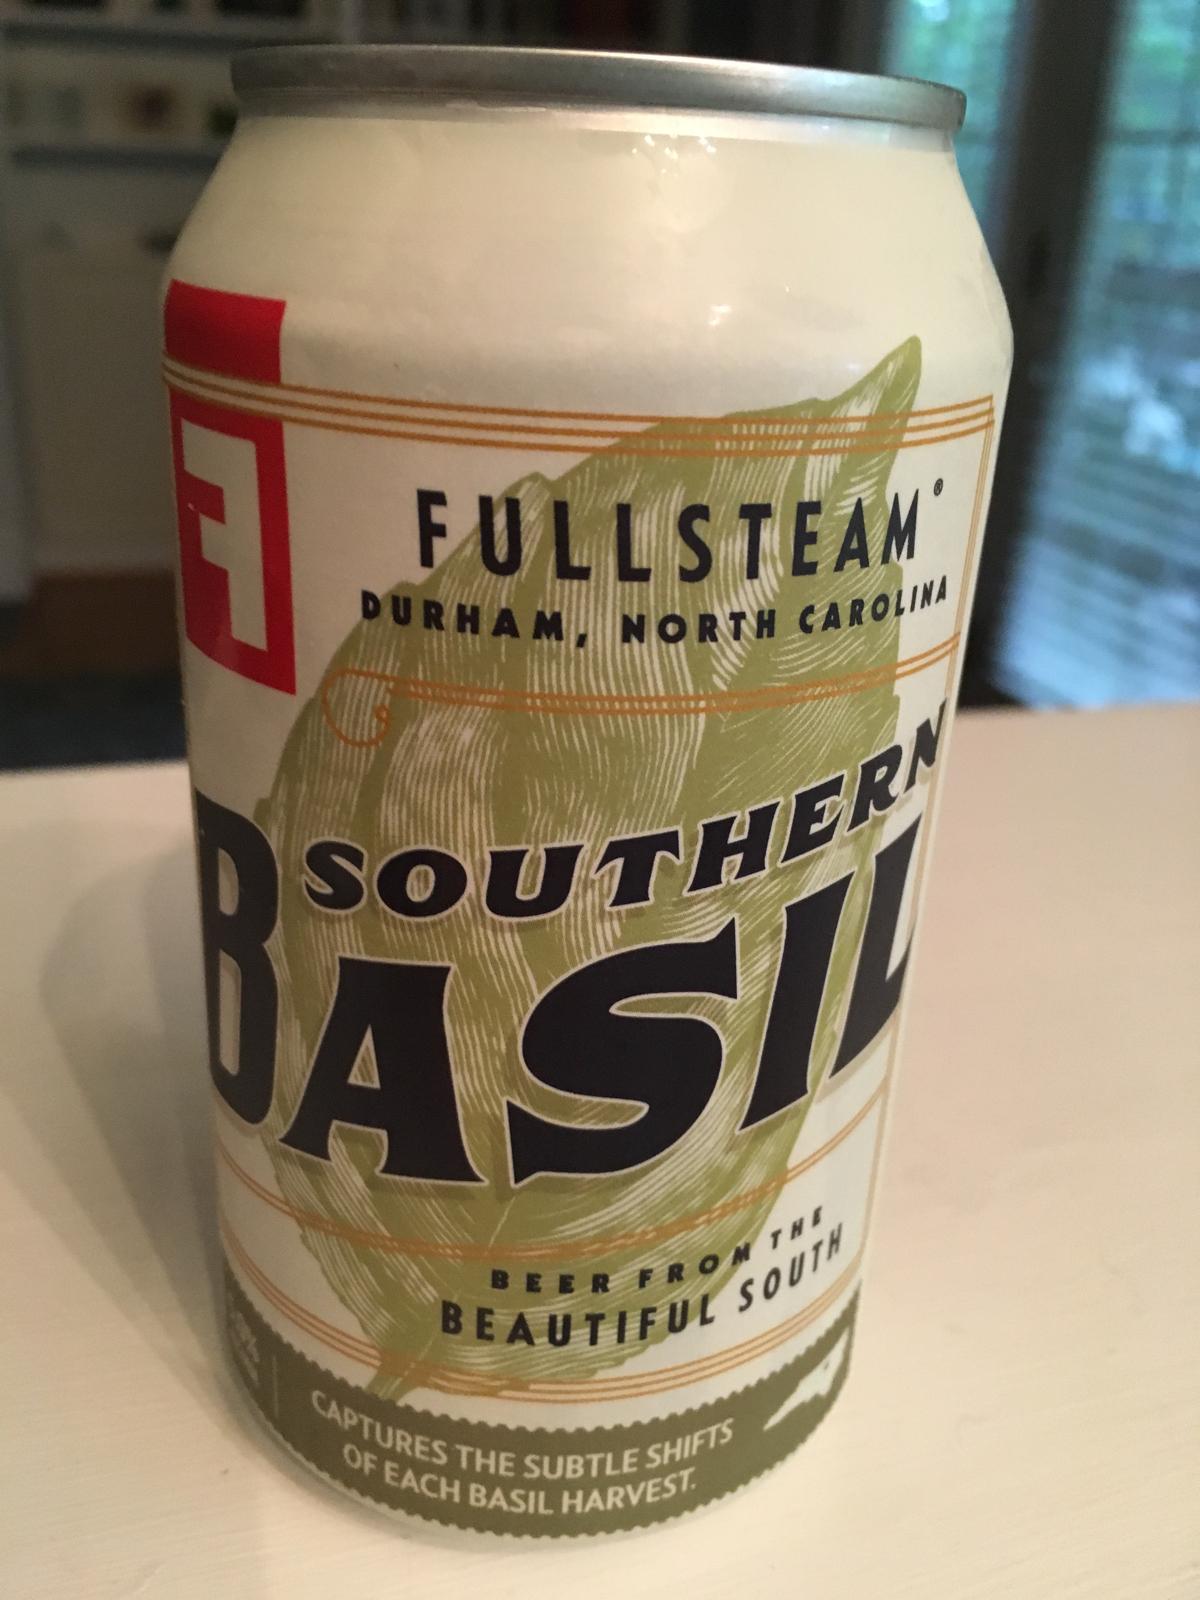 F
FULLSTEAM®
DURHAM, NORTH CAROLINA
SOUTHERN
BASIL
BEER FROM THE
BEAUTIFUL SOUTH
CAPTURES THE SUBTLE SHIFTS
OF EACH BASIL HARVEST.